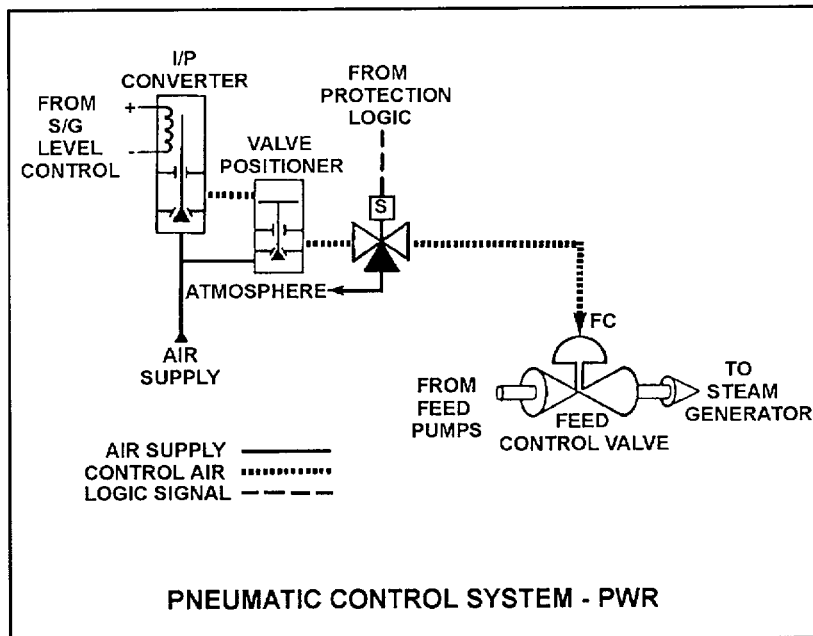 I/P
CONVERTER
FROM
S/G
LEVEL
CONTROL
+
-
VALVE
POSITIONER
FROM
PROTECTION
LOGIC
S
ATMOSPHERE
AIR
SUPPLY
FC
FROM
FEED
PUMPS
FEED
CONTROL VALVE
TO
STEAM
GENERATOR
AIR SUPPLY
CONTROL AIR
LOGIC SIGNAL
PNEUMATIC CONTROL SYSTEM - PWR